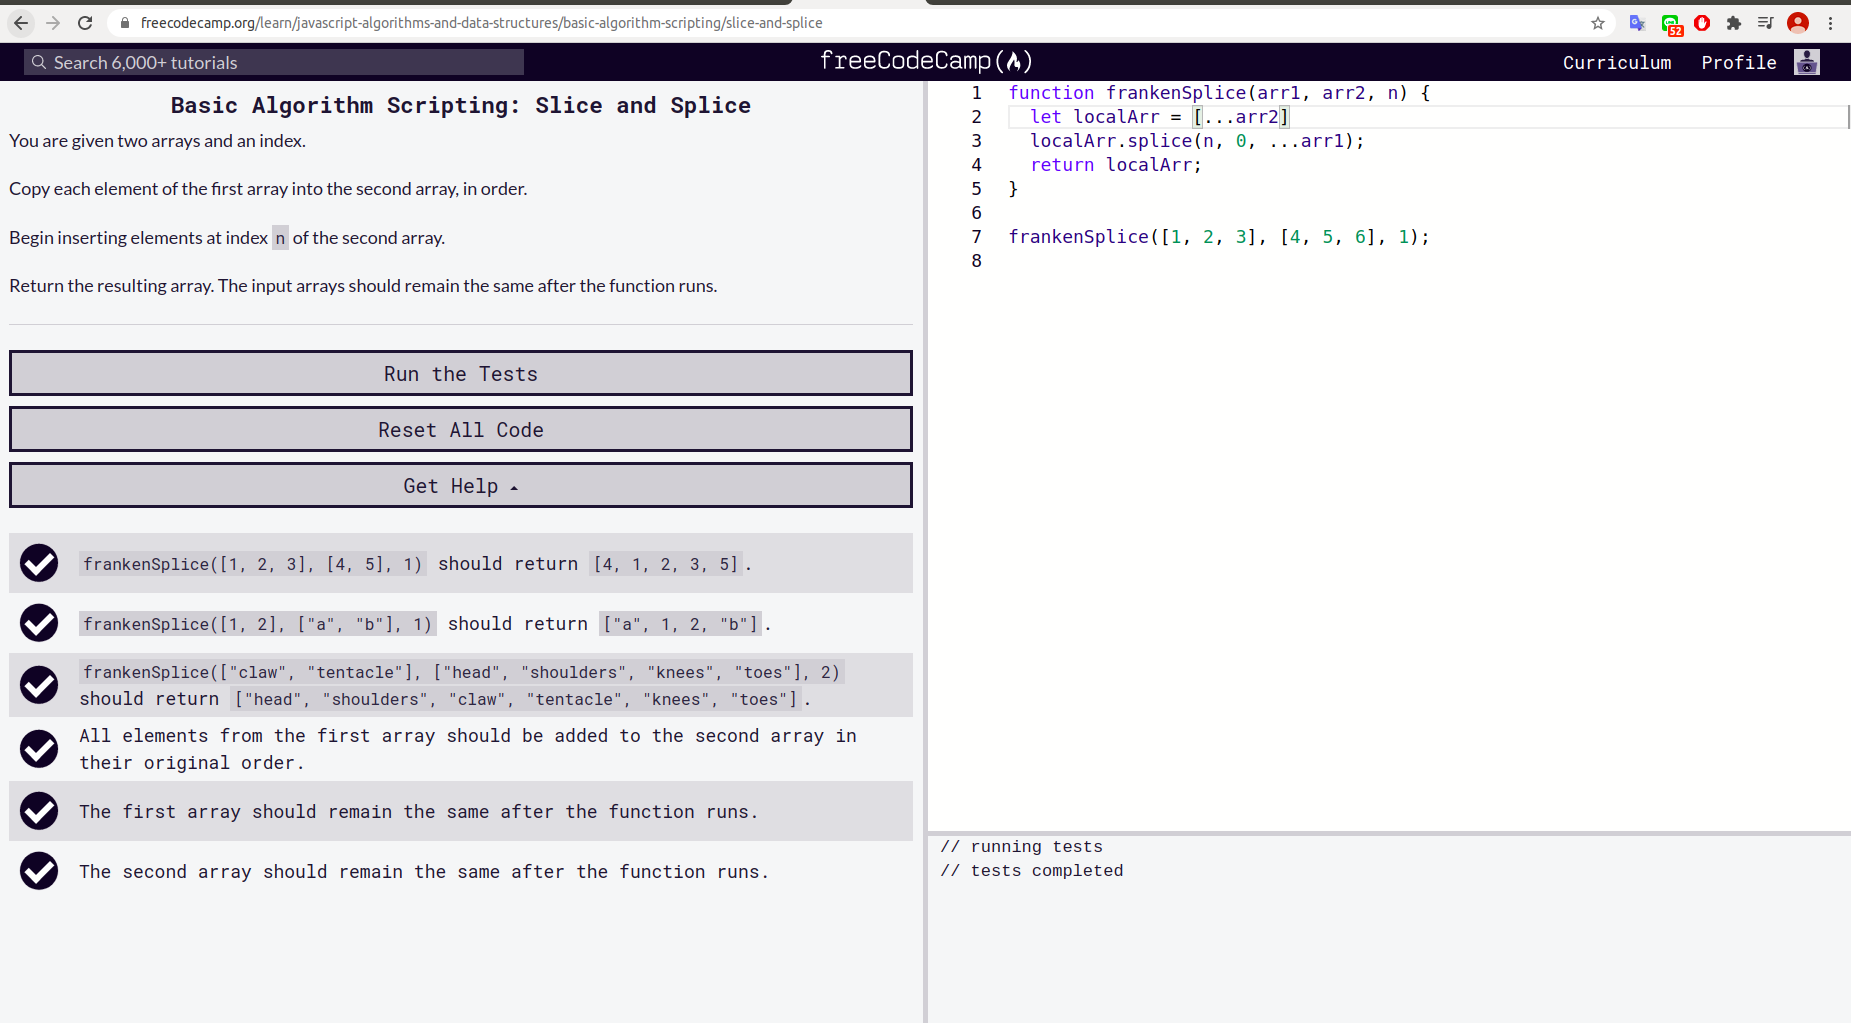 freecodecamp.org/learn/javascript-algorithms-and-data-structures/basic-algorithm-scripting/slice-and-splice
52
Search 6,000+ tutorials
freeCodeCamp
Curriculum
Profile
Basic Algorithm Scripting: Slice and Splice
You are given two arrays and an index.
Copy each element of the first array into the second array, in order.
Begin inserting elements at index n of the second array.
Return the resulting array. The input arrays should remain the same after the function runs.
Run the Tests
Reset All Code
Get Help
frankenSplice([1, 2, 3], [4, 5], 1) should return [4, 1, 2, 3, 5].
frankenSplice([1, 2], ["a", "b"], 1) should return ["a", 1, 2, "b"].
frankenSplice(["claw", "tentacle"], ["head", "shoulders", "knees", "toes"], 2)
should return ["head", "shoulders", "claw", "tentacle", "knees", "toes"].
All elements from the first array should be added to the second array in
their original order.
The first array should remain the same after the function runs.
The second array should remain the same after the function runs.
1 function frankenSplice(arr1, arr2, n) {
2 let localArr = [...arr2]
3 localArr.splice(n, 0, ...arr1);
4 return localArr;
5 }
6
7 frankenSplice([1, 2, 3], [4, 5, 6], 1);
8
// running tests
// tests completed